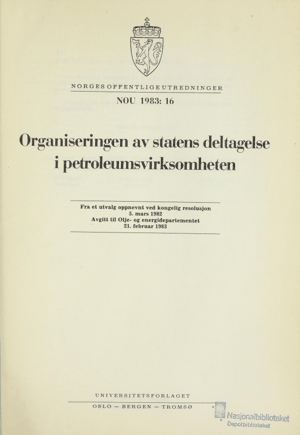 NORGES OFFENTLIGE UTREDNINGER
NOU 1983: 16
Organiseringen av statens deltagelse
i petroleumsvirksomheten
Fra et utvalg oppnevnt ved kongelig resolusjon
5. mars 1982
Avgitt til Olje- og energidepartementet
21. februar 1983
UNIVERSITETSFORLAGET
OSLO – BERGEN – TROMSØ
Nasjonalbiblioteket
Depotbiblioteket